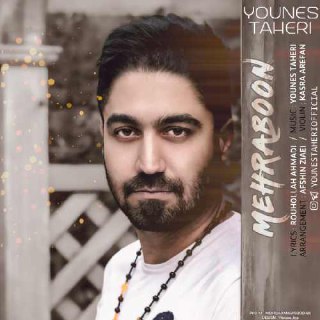 YOUNES
TAHERI
MEHRABOON
LYRICS: ROUHOLLAH AHMADI / MUSIC: YOUNES TAHERI
ARRANGEMENT: AFSHIN ZIAEI / VIOLIN: KASRA AREFAN
YOUNESTAHERIOFFICIAL